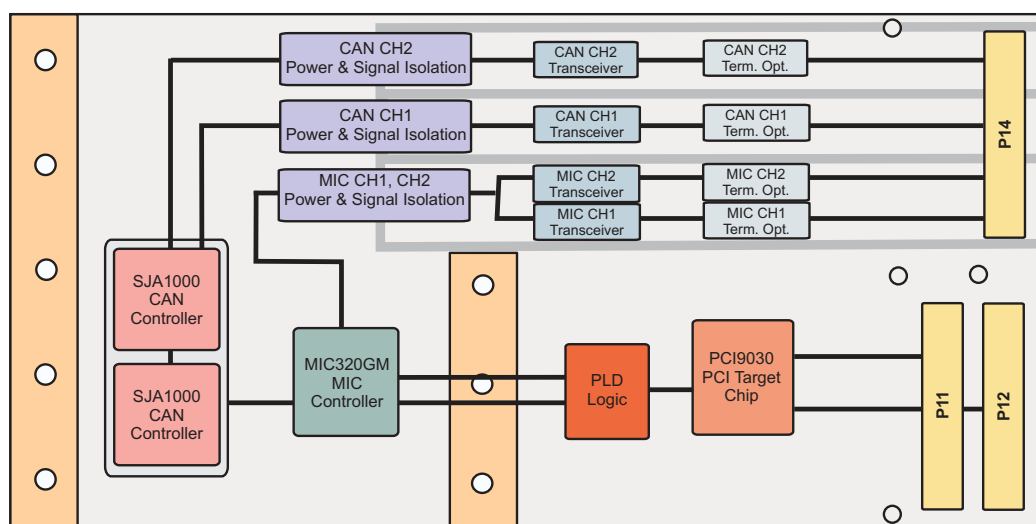 CAN CH2
Power & Signal Isolation
CAN CH2
Transceiver
CAN CH2
Term. Opt.
CAN CH1
Power & Signal Isolation
CAN CH1
Transceiver
CAN CH1
Term. Opt.
P14
MIC CH1, CH2
Power & Signal Isolation
MIC CH2
Transceiver
MIC CH2
Term. Opt.
MIC CH1
Transceiver
MIC CH1
Term. Opt.
SJA1000
CAN
Controller
SJA1000
CAN
Controller
MIC320GM
MIC
Controller
PLD
Logic
PCI9030
PCI Target
Chip
P11
P12